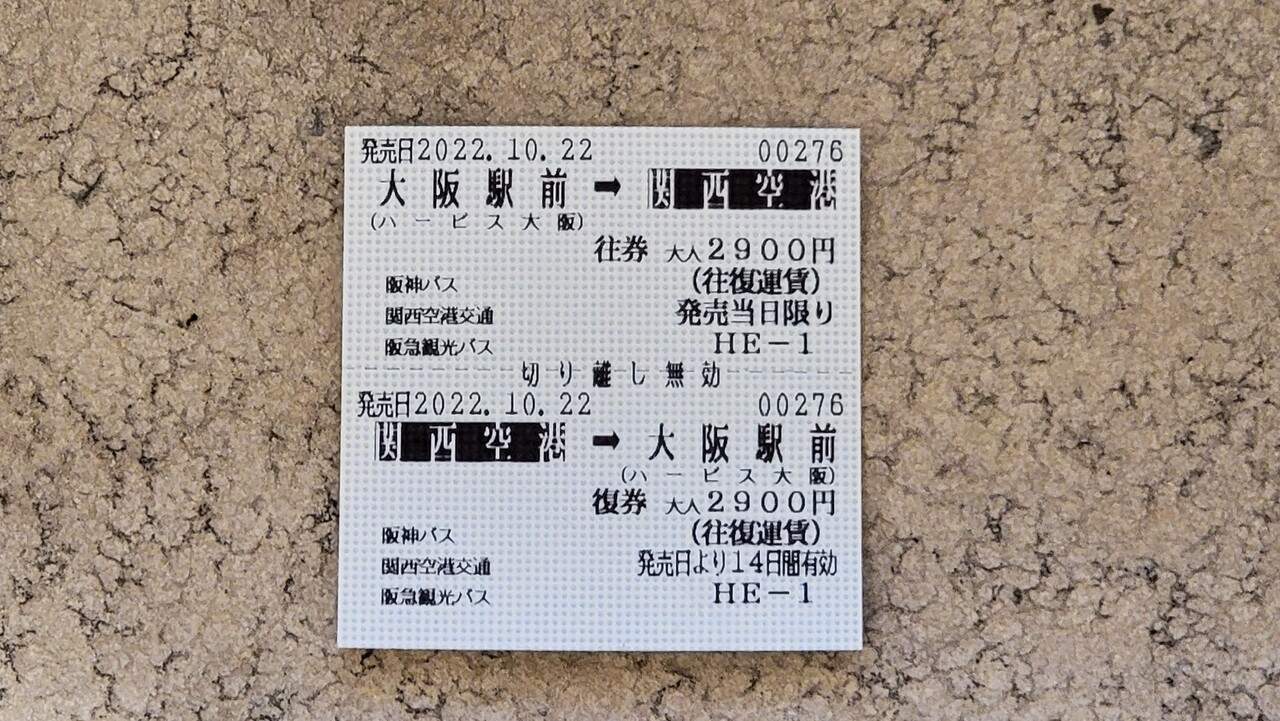 発売日2022.10.22 00276
大阪駅前 ➡ 関西空港
(ハービス大阪)
往券 大人2900円
阪神バス (往復運賃)
関西空港交通 発売当日限り
阪急観光バス HE-1
切り離し無効
発売日2022.10.22 00276
関西空港 ➡ 大阪駅前
(ハービス大阪)
復券 大人2900円
阪神バス (往復運賃)
関西空港交通 発売日より14日間有効
阪急観光バス HE-1